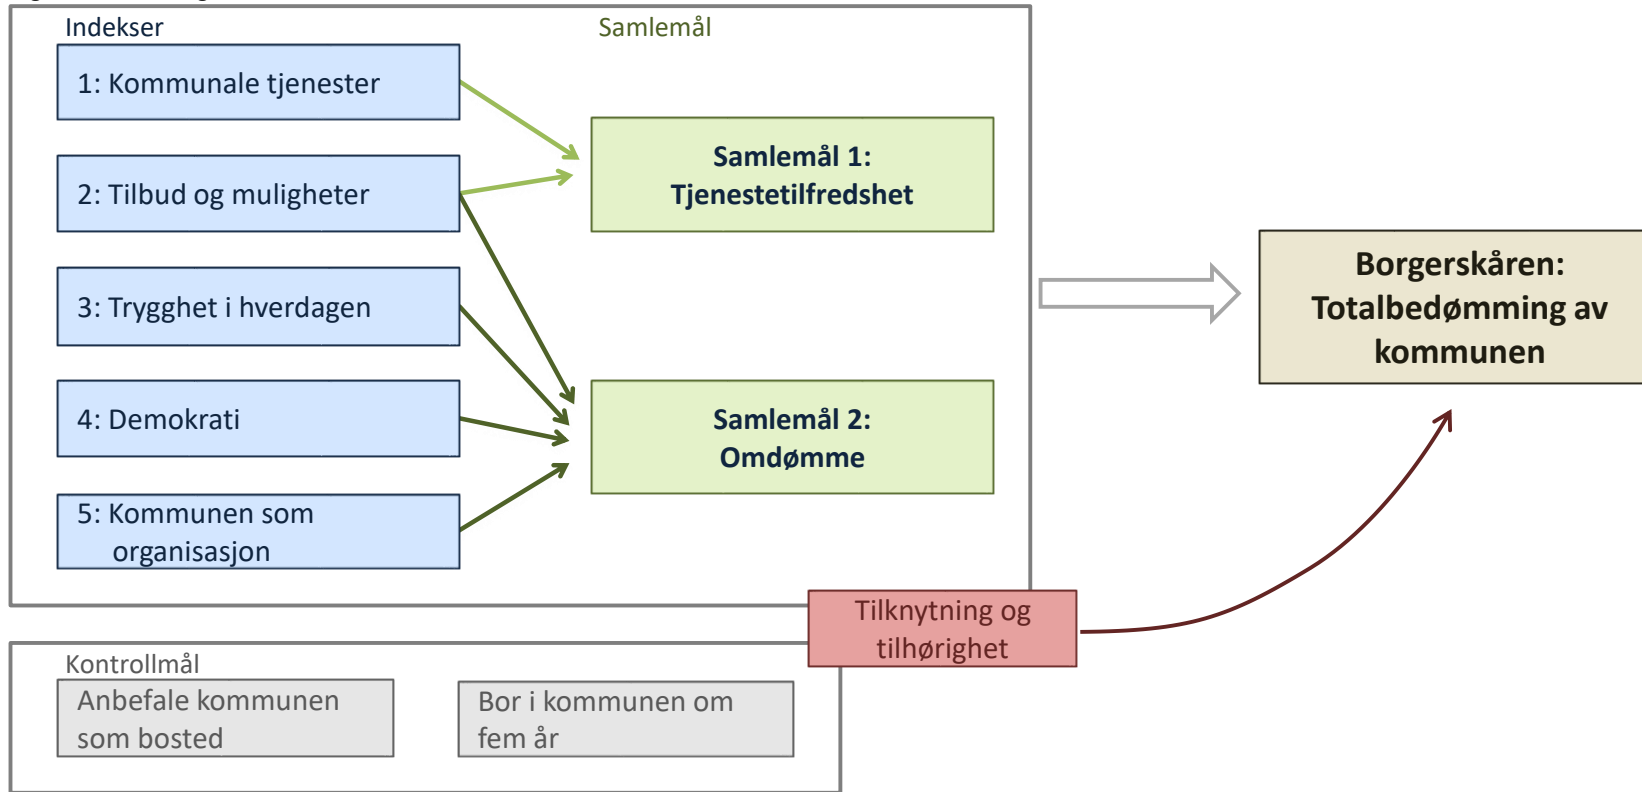 Indekser
Samlemål
1: Kommunale tjenester
2: Tilbud og muligheter
3: Trygghet i hverdagen
4: Demokrati
5: Kommunen som
organisasjon
Samlemål 1:
Tjenestetilfredshet
Samlemål 2:
Omdømme
Borgerskåren:
Totalbedømming av
kommunen
Tilknytning og
tilhørighet
Kontrollmål
Anbefale kommunen
som bosted
Bor i kommunen om
fem år